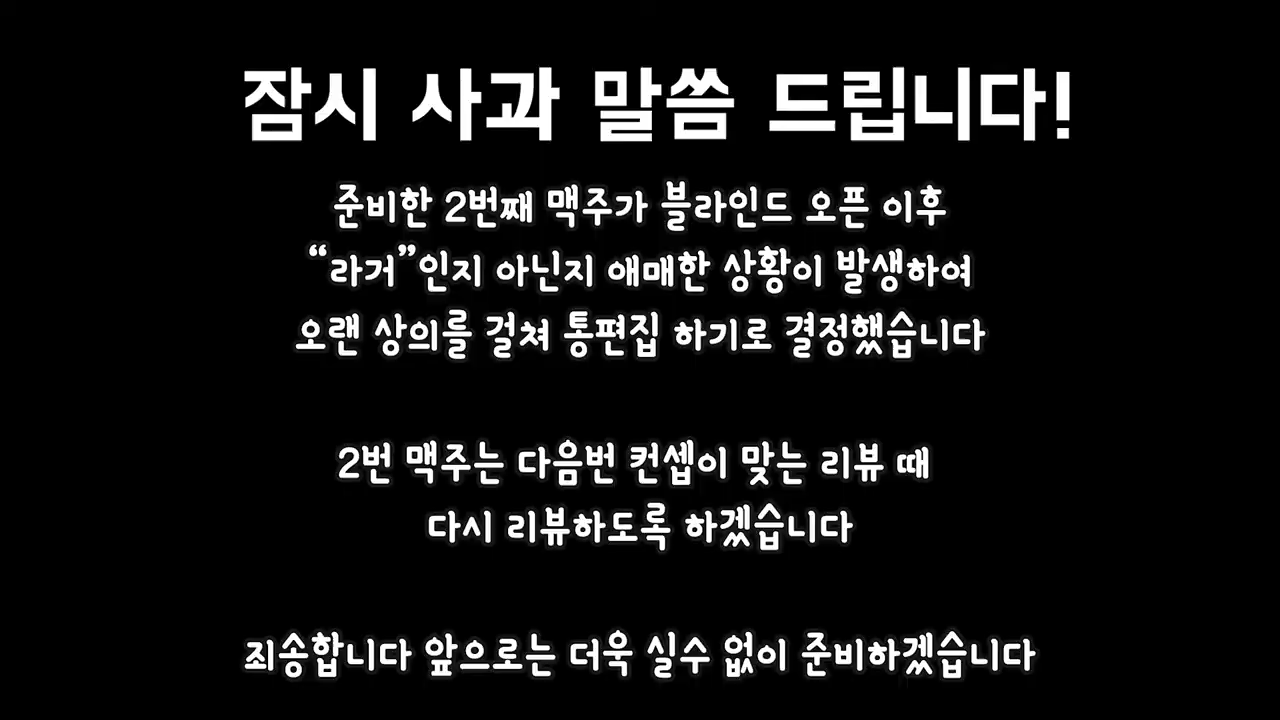 잠시 사과 말씀 드립니다!
준비한 2번째 맥주가 블라인드 오픈 이후
“라거”인지 아닌지 애매한 상황이 발생하여
오랜 상의를 걸쳐 통편집 하기로 결정했습니다
2번 맥주는 다음번 컨셉이 맞는 리뷰 때
다시 리뷰하도록 하겠습니다
죄송합니다 앞으로는 더욱 실수 없이 준비하겠습니다